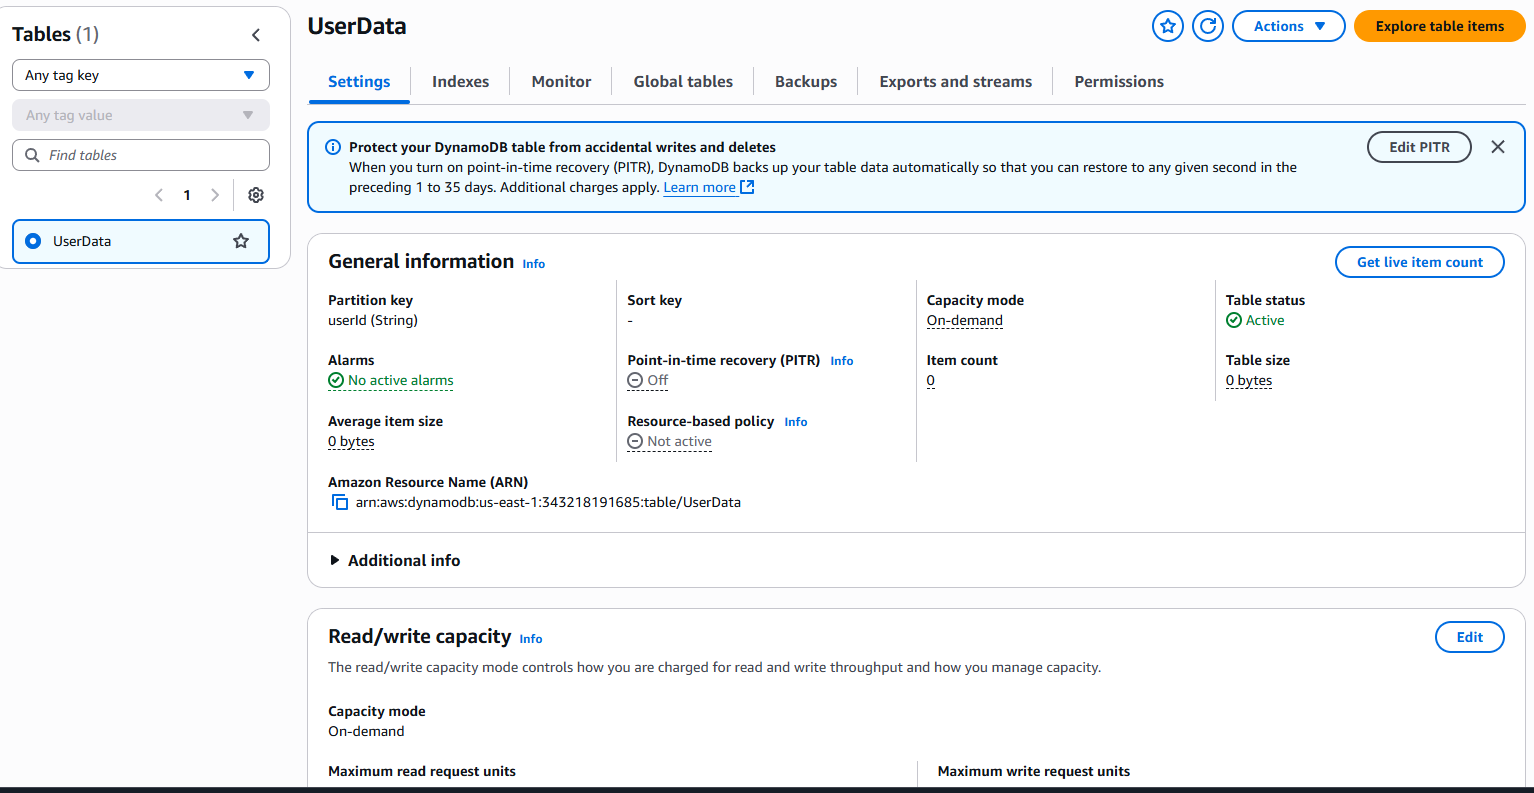 Tables (1)
Any tag key
Any tag value
Find tables
1
UserData
UserData
Actions
Explore table items
Settings
Indexes
Monitor
Global tables
Backups
Exports and streams
Permissions
Protect your DynamoDB table from accidental writes and deletes
When you turn on point-in-time recovery (PITR), DynamoDB backs up your table data automatically so that you can restore to any given second in the
preceding 1 to 35 days. Additional charges apply. Learn more
Edit PITR
General information Info
Get live item count
Partition key
userId (String)
Sort key
-
Capacity mode
On-demand
Table status
Active
Alarms
No active alarms
Point-in-time recovery (PITR) Info
Off
Item count
0
Table size
0 bytes
Average item size
0 bytes
Resource-based policy Info
Not active
Amazon Resource Name (ARN)
arn:aws:dynamodb:us-east-1:343218191685:table/UserData
Additional info
Read/write capacity Info
Edit
The read/write capacity mode controls how you are charged for read and write throughput and how you manage capacity.
Capacity mode
On-demand
Maximum read request units
Maximum write request units